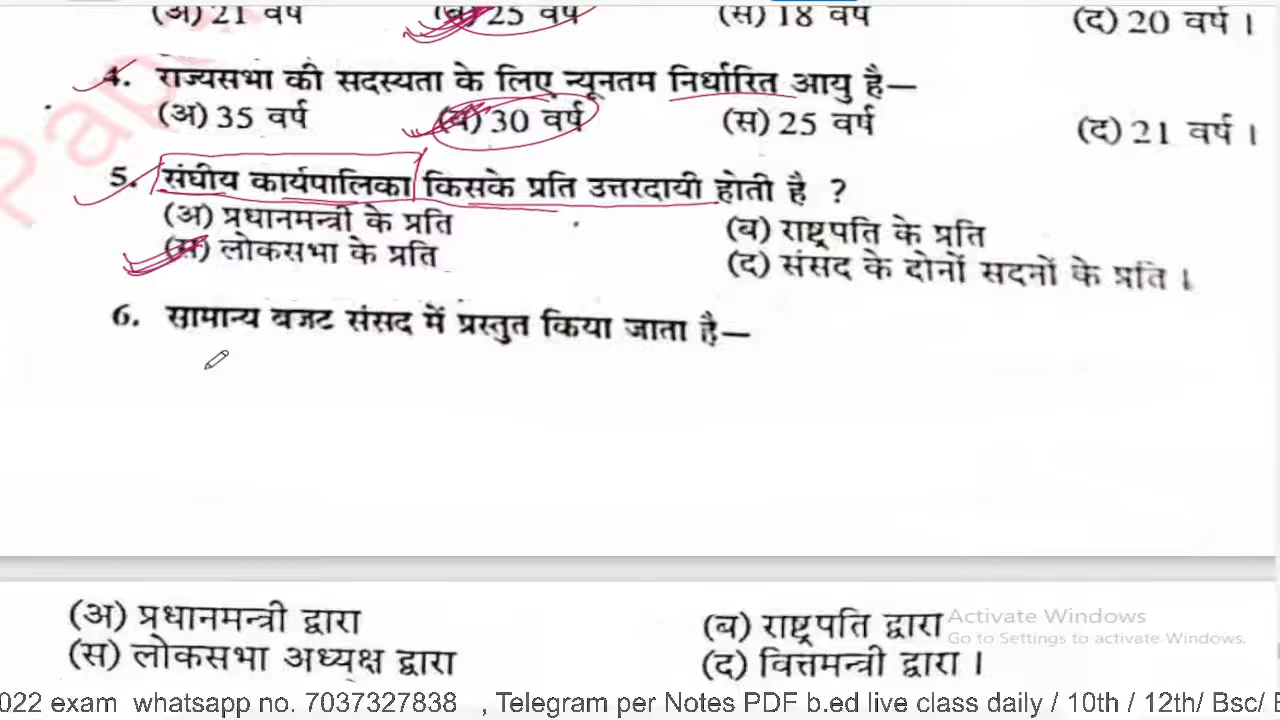 (अ) 21 वर्ष (ब) 25 वर्ष (स) 18 वर्ष (द) 20 वर्ष ।
4. राज्यसभा की सदस्यता के लिए न्यूनतम निर्धारित आयु है—
(अ) 35 वर्ष (ब) 30 वर्ष (स) 25 वर्ष (द) 21 वर्ष ।
5. संघीय कार्यपालिका किसके प्रति उत्तरदायी होती है ?
(अ) प्रधानमन्त्री के प्रति (ब) राष्ट्रपति के प्रति
(स) लोकसभा के प्रति (द) संसद के दोनों सदनों के प्रति ।
6. सामान्य बजट संसद में प्रस्तुत किया जाता है—
(अ) प्रधानमन्त्री द्वारा (ब) राष्ट्रपति द्वारा
(स) लोकसभा अध्यक्ष द्वारा (द) वित्तमन्त्री द्वारा ।
Activate Windows
Go to Settings to activate Windows.
022 exam whatsapp no. 7037327838 , Telegram per Notes PDF b.ed live class daily / 10th / 12th/ Bsc/